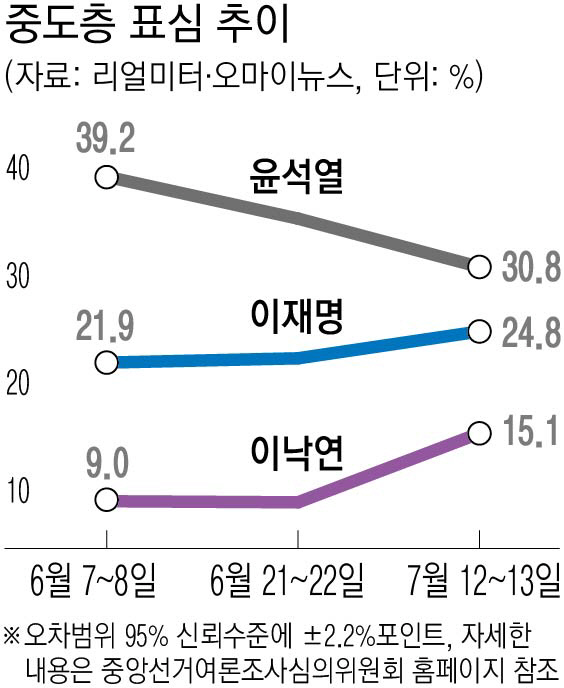 중도층 표심 추이
(자료: 리얼미터·오마이뉴스, 단위: %)
39.2
40
윤석열
30
30.8
21.9
이재명
24.8
20
9.0
이낙연
15.1
10
6월 7~8일 6월 21~22일 7월 12~13일
※오차범위 95% 신뢰수준에 ±2.2%포인트, 자세한
내용은 중앙선거여론조사심의위원회 홈페이지 참조